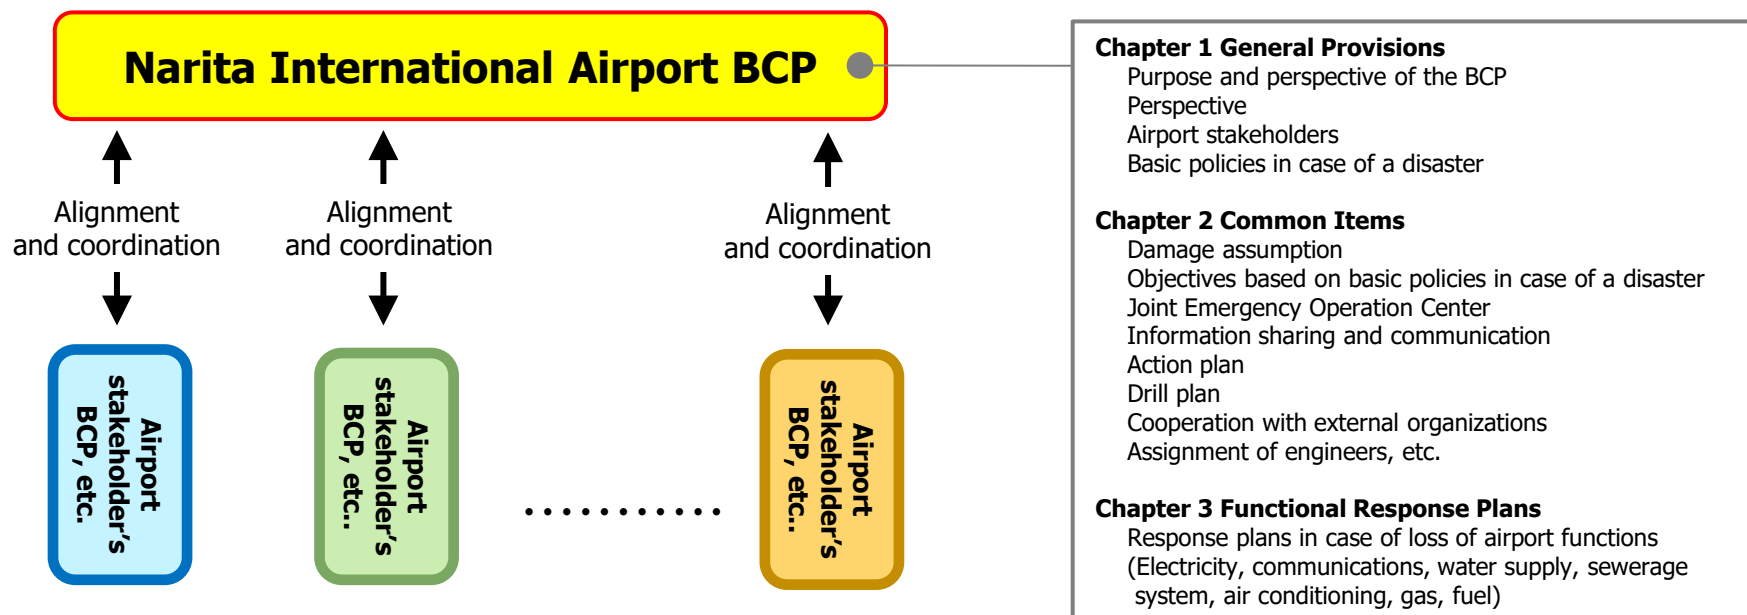 Narita International Airport BCP
Alignment
and coordination
Alignment
and coordination
Alignment
and coordination
Airport
stakeholder’s
BCP, etc.
Airport
stakeholder’s
BCP, etc..
...........
Airport
stakeholder’s
BCP, etc..
Chapter 1 General Provisions
Purpose and perspective of the BCP
Perspective
Airport stakeholders
Basic policies in case of a disaster
Chapter 2 Common Items
Damage assumption
Objectives based on basic policies in case of a disaster
Joint Emergency Operation Center
Information sharing and communication
Action plan
Drill plan
Cooperation with external organizations
Assignment of engineers, etc.
Chapter 3 Functional Response Plans
Response plans in case of loss of airport functions
(Electricity, communications, water supply, sewerage
system, air conditioning, gas, fuel)